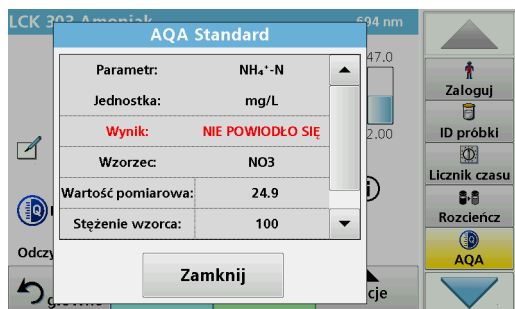 LCK 303 Amoniak
694 nm
AQA Standard
47.0
2.00
Parametr: NH₄⁺-N
Jednostka: mg/L
Wynik: NIE POWIODŁO SIĘ
Wzorzec: NO3
Wartość pomiarowa: 24.9
Stężenie wzorca: 100
Zamknij
Odczy
główne
cje
Zaloguj
ID próbki
Licznik czasu
Rozcieńcz
AQA